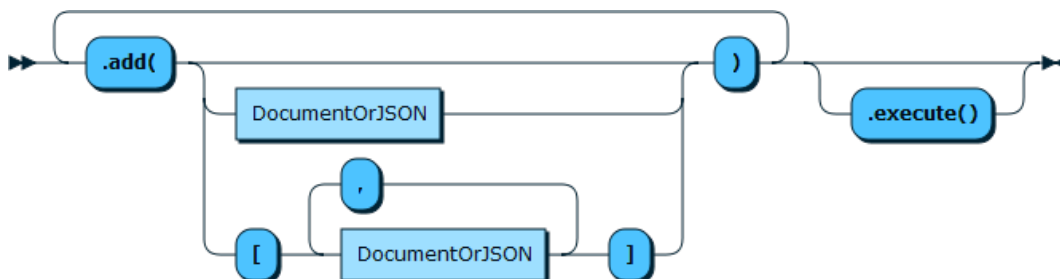 .add( )
DocumentOrJSON .execute()
,
[ DocumentOrJSON ]